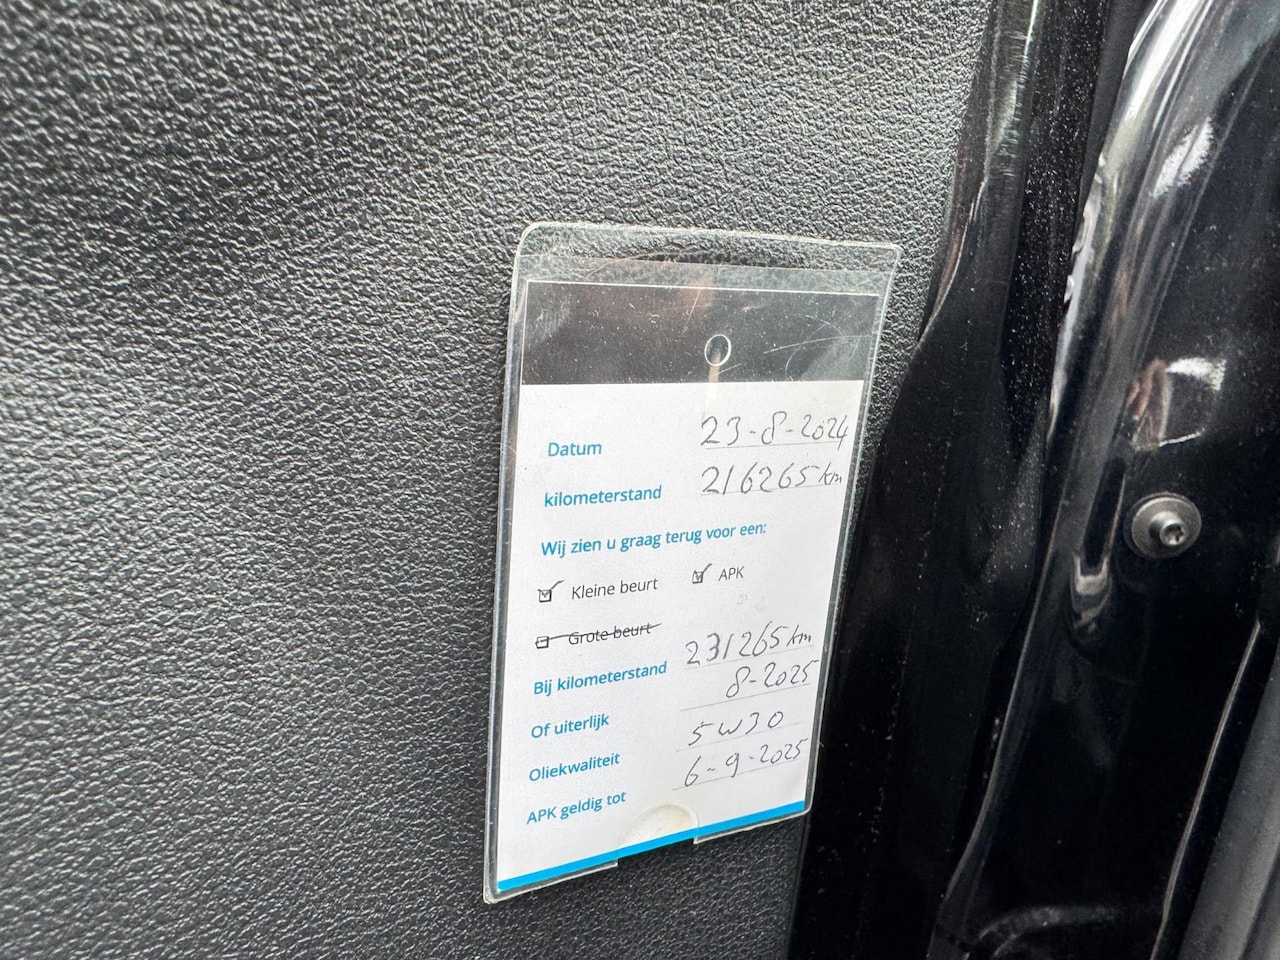 Datum 23-8-2024
kilometerstand 216265 km
Wij zien u graag terug voor een:
Kleine beurt APK
Grote beurt
Bij kilometerstand 231265 km
Of uiterlijk 8-2025
Oliekwaliteit 5W30
APK geldig tot 6-9-2025